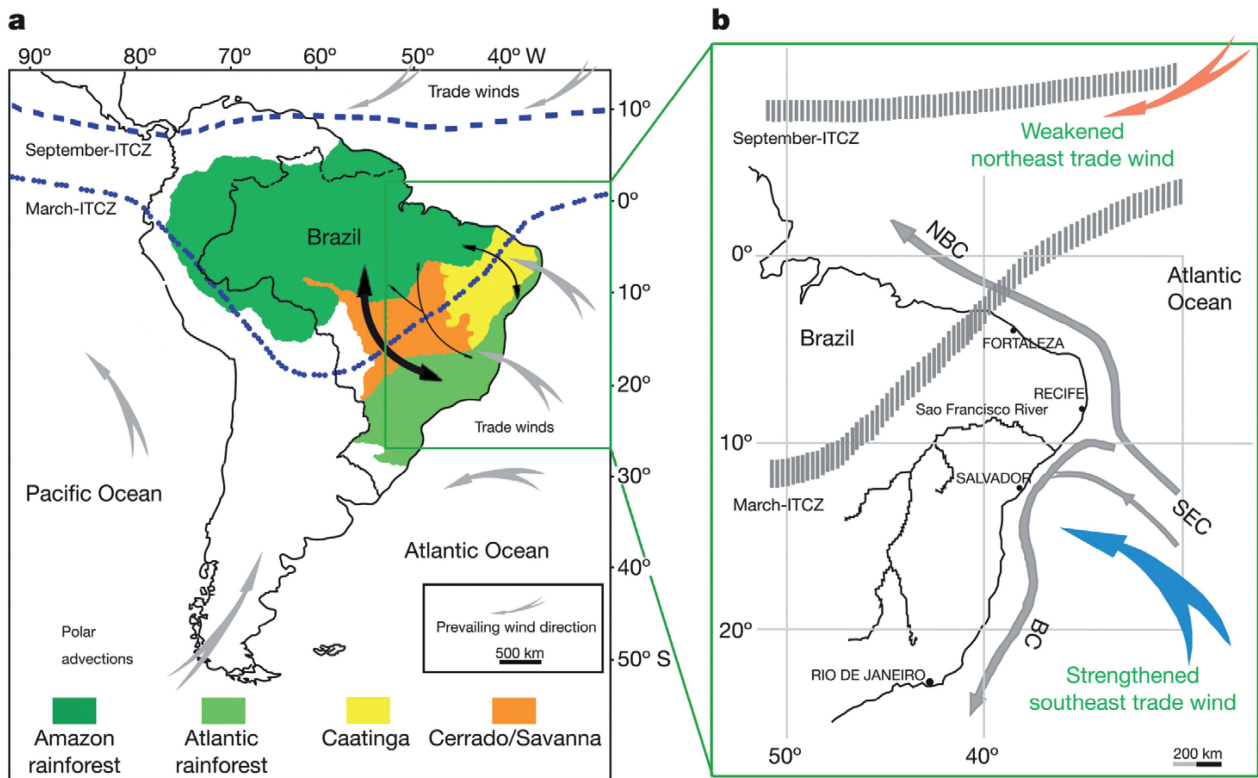 a
90º 80º 70º 60º 50º 40º W
Trade winds
10º
September-ITCZ
March-ITCZ
0º
Brazil
10º
20º
Trade winds
30º
Pacific Ocean
Atlantic Ocean
40º
Prevailing wind direction
500 km
Polar
advections
50º S
Amazon
rainforest
Atlantic
rainforest
Caatinga
Cerrado/Savanna
b
September-ITCZ
Weakened
northeast trade wind
NBC
0º
Atlantic
Ocean
Brazil
FORTALEZA
RECIFE
Sao Francisco River
10º
SALVADOR
March-ITCZ
SEC
20º
BC
RIO DE JANEIRO
Strengthened
southeast trade wind
50º 40º
200 km